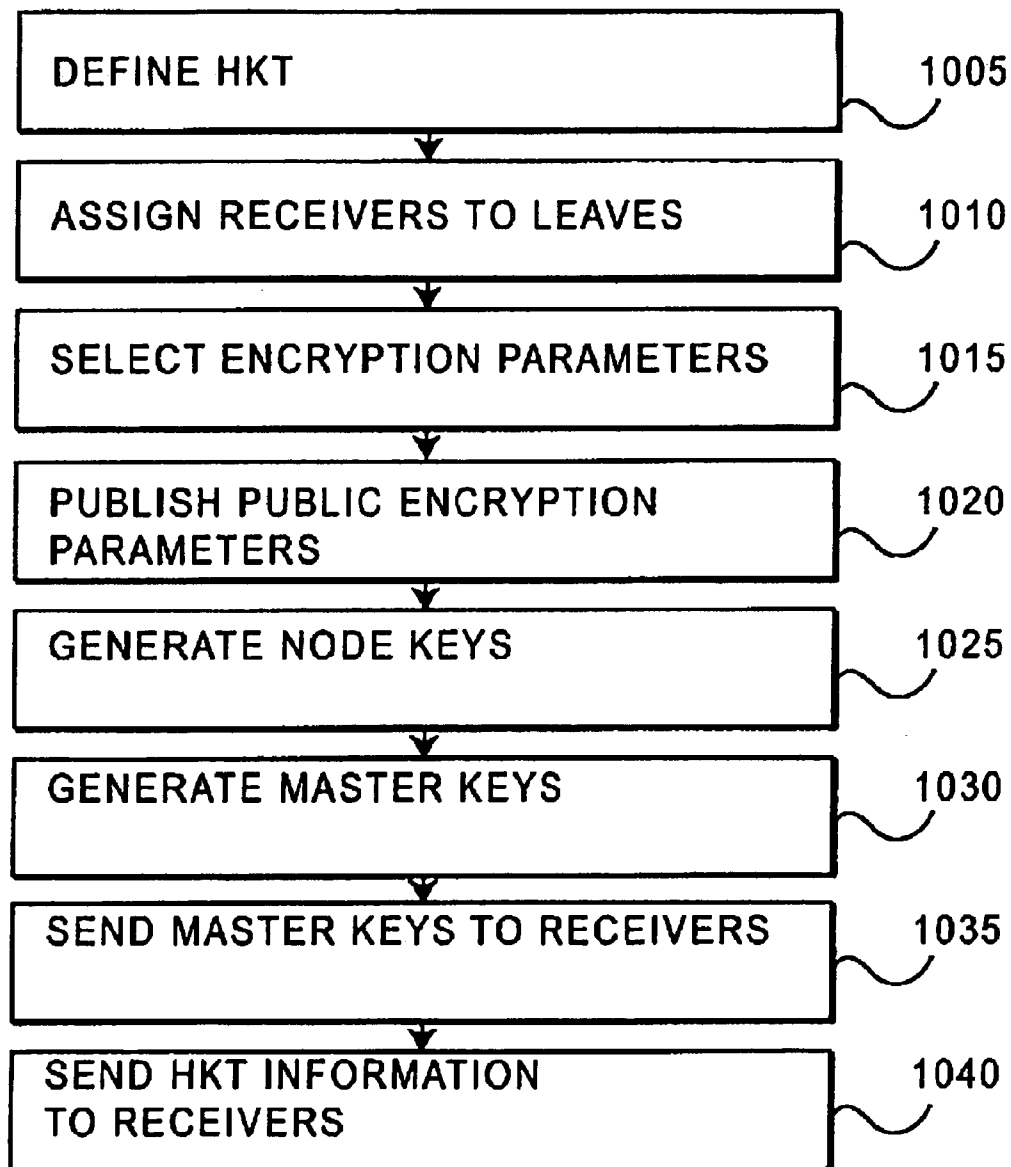 DEFINE HKT
1005
ASSIGN RECEIVERS TO LEAVES
1010
SELECT ENCRYPTION PARAMETERS
1015
PUBLISH PUBLIC ENCRYPTION
PARAMETERS
1020
GENERATE NODE KEYS
1025
GENERATE MASTER KEYS
1030
SEND MASTER KEYS TO RECEIVERS
1035
SEND HKT INFORMATION
TO RECEIVERS
1040